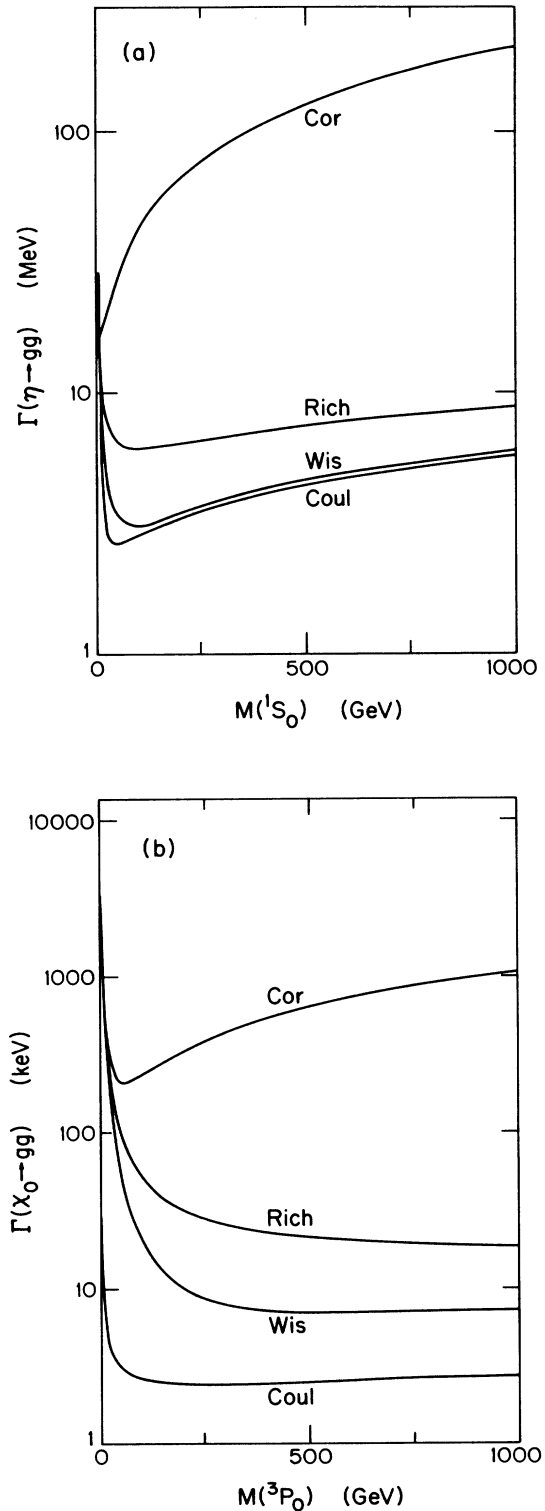 (a)
Cor
100
Γ(η→gg) (MeV)
10
Rich
Wis
Coul
1
0
500
1000
M(¹S₀) (GeV)
10000
(b)
1000
Cor
Γ(χ₀→gg) (keV)
100
Rich
10
Wis
Coul
1
0
500
1000
M(³P₀) (GeV)